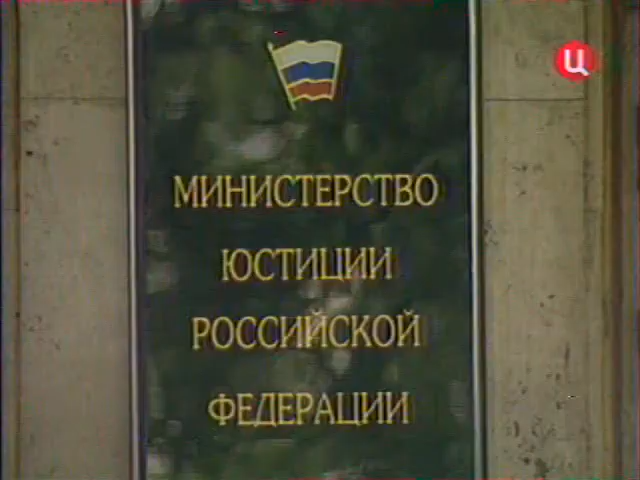 Ц
МИНИСТЕРСТВО
ЮСТИЦИИ
РОССИЙСКОЙ
ФЕДЕРАЦИИ